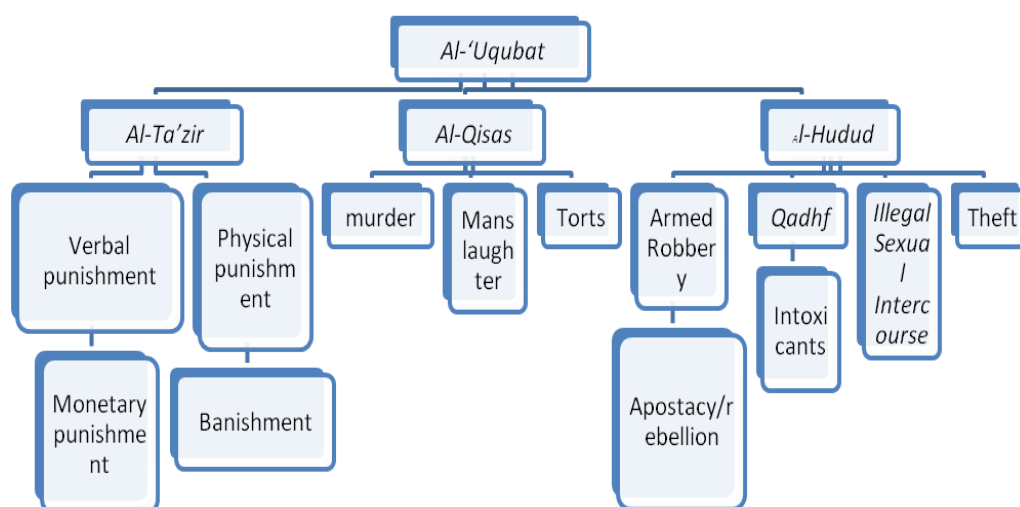 Al-‘Uqubat
Al-Ta’zir
Al-Qisas
Al-Hudud
Verbal
punishment
Physical
punishm
ent
murder
Mans
laugh
ter
Torts
Armed
Robber
y
Qadhf
Illegal
Sexua
l
Interc
ourse
Theft
Monetary
punishme
nt
Banishment
Apostacy/r
ebellion
Intoxi
cants